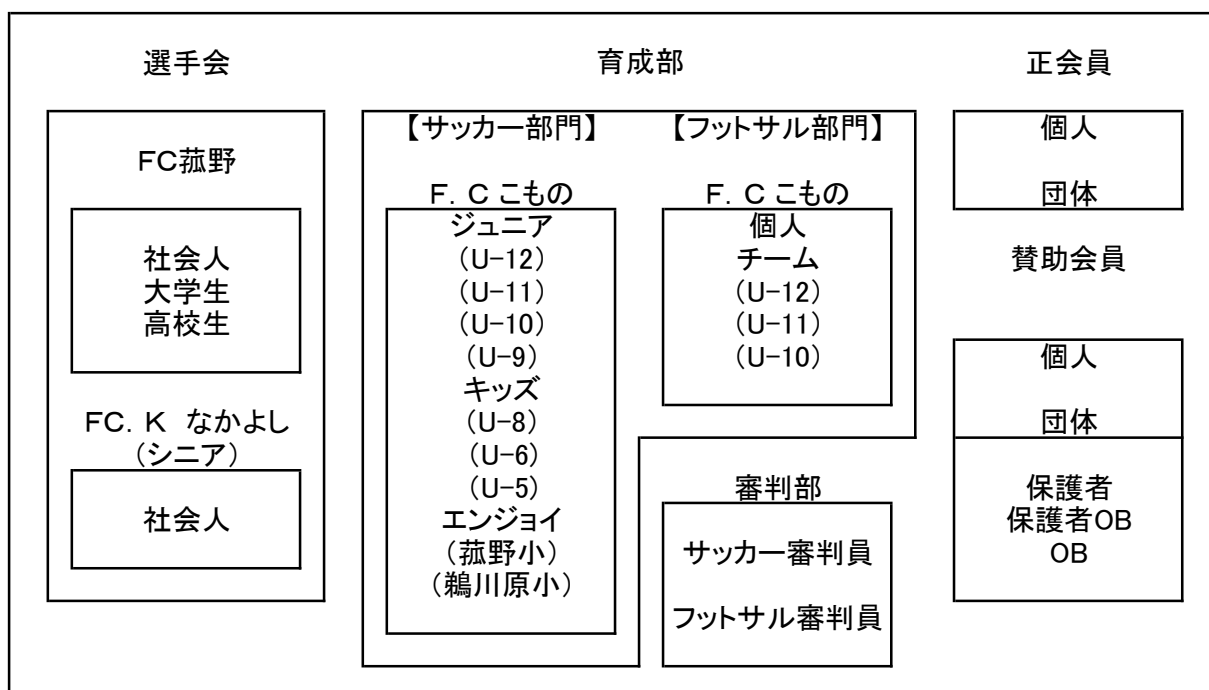 選手会
FC菰野
社会人
大学生
高校生
FC.K なかよし
(シニア)
社会人
育成部
【サッカー部門】
F.C こもの
ジュニア
(U-12)
(U-11)
(U-10)
(U-9)
キッズ
(U-8)
(U-6)
(U-5)
エンジョイ
(菰野小)
(鵜川原小)
【フットサル部門】
F.C こもの
個人
チーム
(U-12)
(U-11)
(U-10)
審判部
サッカー審判員
フットサル審判員
正会員
個人
団体
賛助会員
個人
団体
保護者
保護者OB
OB